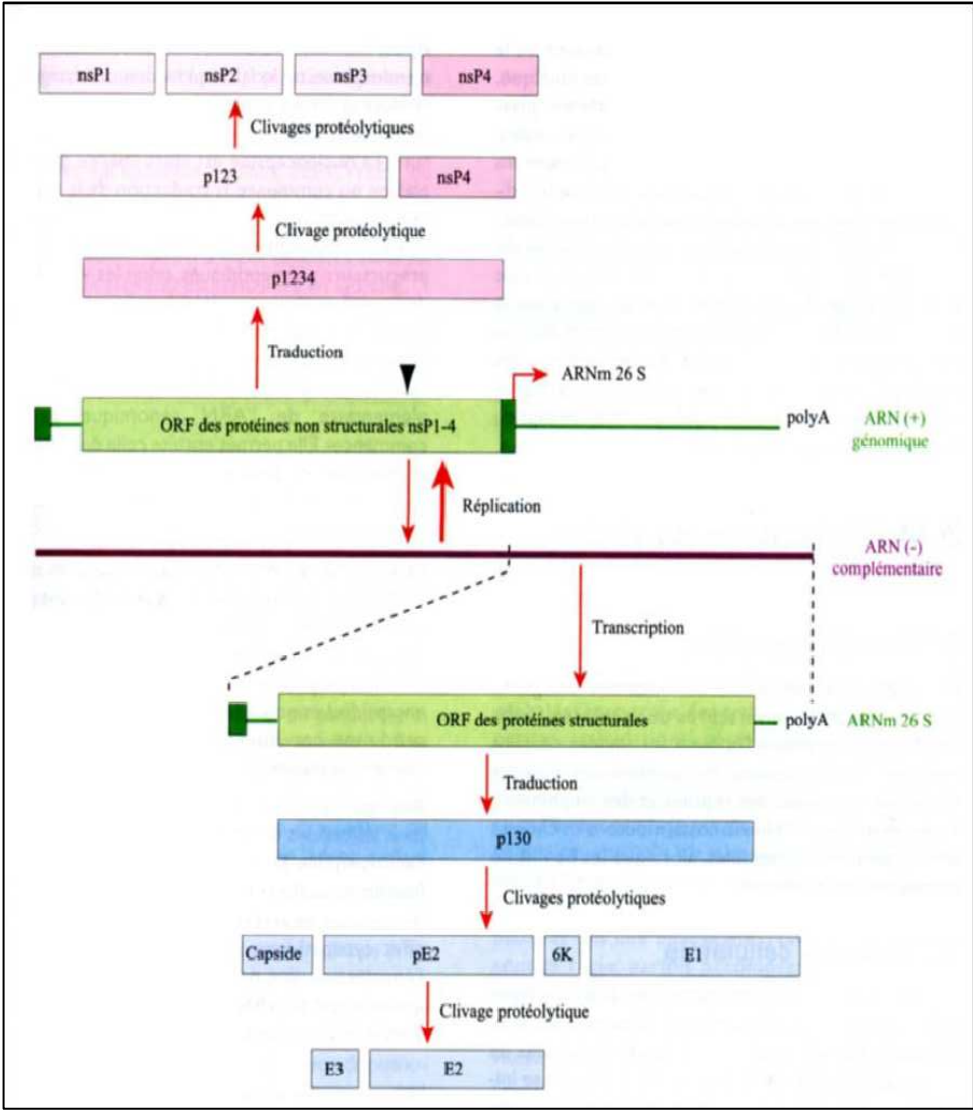 nsP1 nsP2 nsP3 nsP4
Clivages protéolytiques
p123 nsP4
Clivage protéolytique
p1234
Traduction
ARNm 26 S
ORF des protéines non structurales nsP1-4
polyA
ARN (+)
génomique
Réplication
ARN (-)
complémentaire
Transcription
ORF des protéines structurales
polyA
ARNm 26 S
Traduction
p130
Clivages protéolytiques
Capside pE2 6K E1
Clivage protéolytique
E3 E2